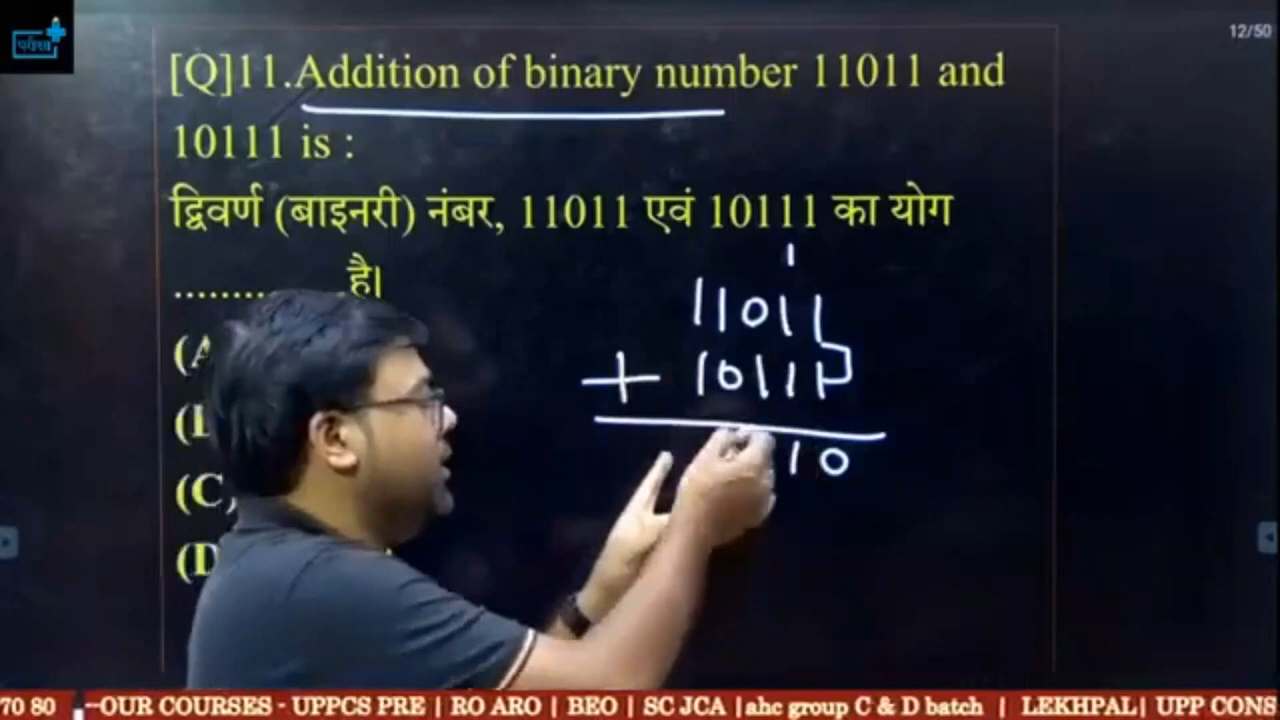 परीक्षा
12/50
[Q]11.Addition of binary number 11011 and
10111 is :
द्विवर्ण (बाइनरी) नंबर, 11011 एवं 10111 का योग
.............. है।
1
11011
+ 10111
10
(C)
70 80 --OUR COURSES - UPPCS PRE | RO ARO | BEO | SC JCA |ahc group C & D batch | LEKHPAL| UPP CONS